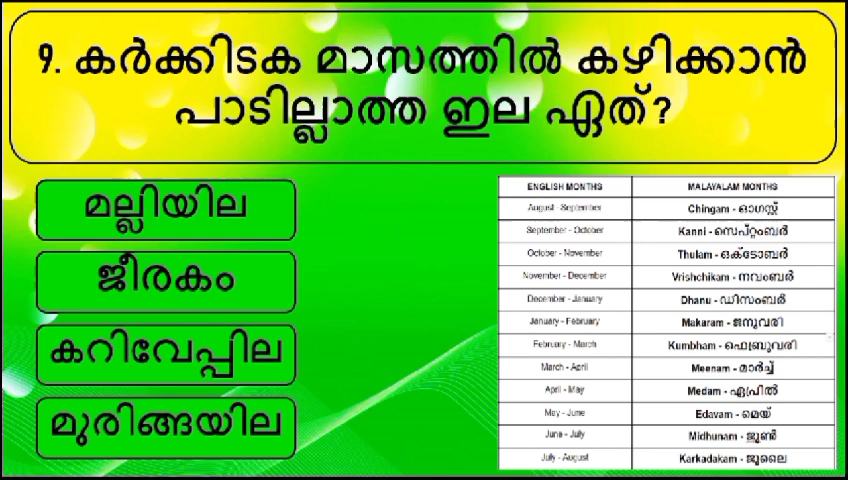 9. കർക്കിടക മാസത്തിൽ കഴിക്കാൻ
പാടില്ലാത്ത ഇല ഏത്?
മല്ലിയില
ജീരകം
കറിവേപ്പില
മുരിങ്ങയില
ENGLISH MONTHS MALAYALAM MONTHS
August - September Chingam - ഓഗസ്റ്റ്
September - October Kanni - സെപ്റ്റംബർ
October - November Thulam - ഒക്ടോബർ
November - December Vrishchikam - നവംബർ
December - January Dhanu - ഡിസംബർ
January - February Makaram - ജനുവരി
February - March Kumbham - ഫെബ്രുവരി
March - April Meenam - മാർച്ച്
April - May Medam - ഏപ്രിൽ
May - June Edavam - മെയ്
June - July Midhunam - ജൂൺ
July - August Karkadakam - ജൂലൈ